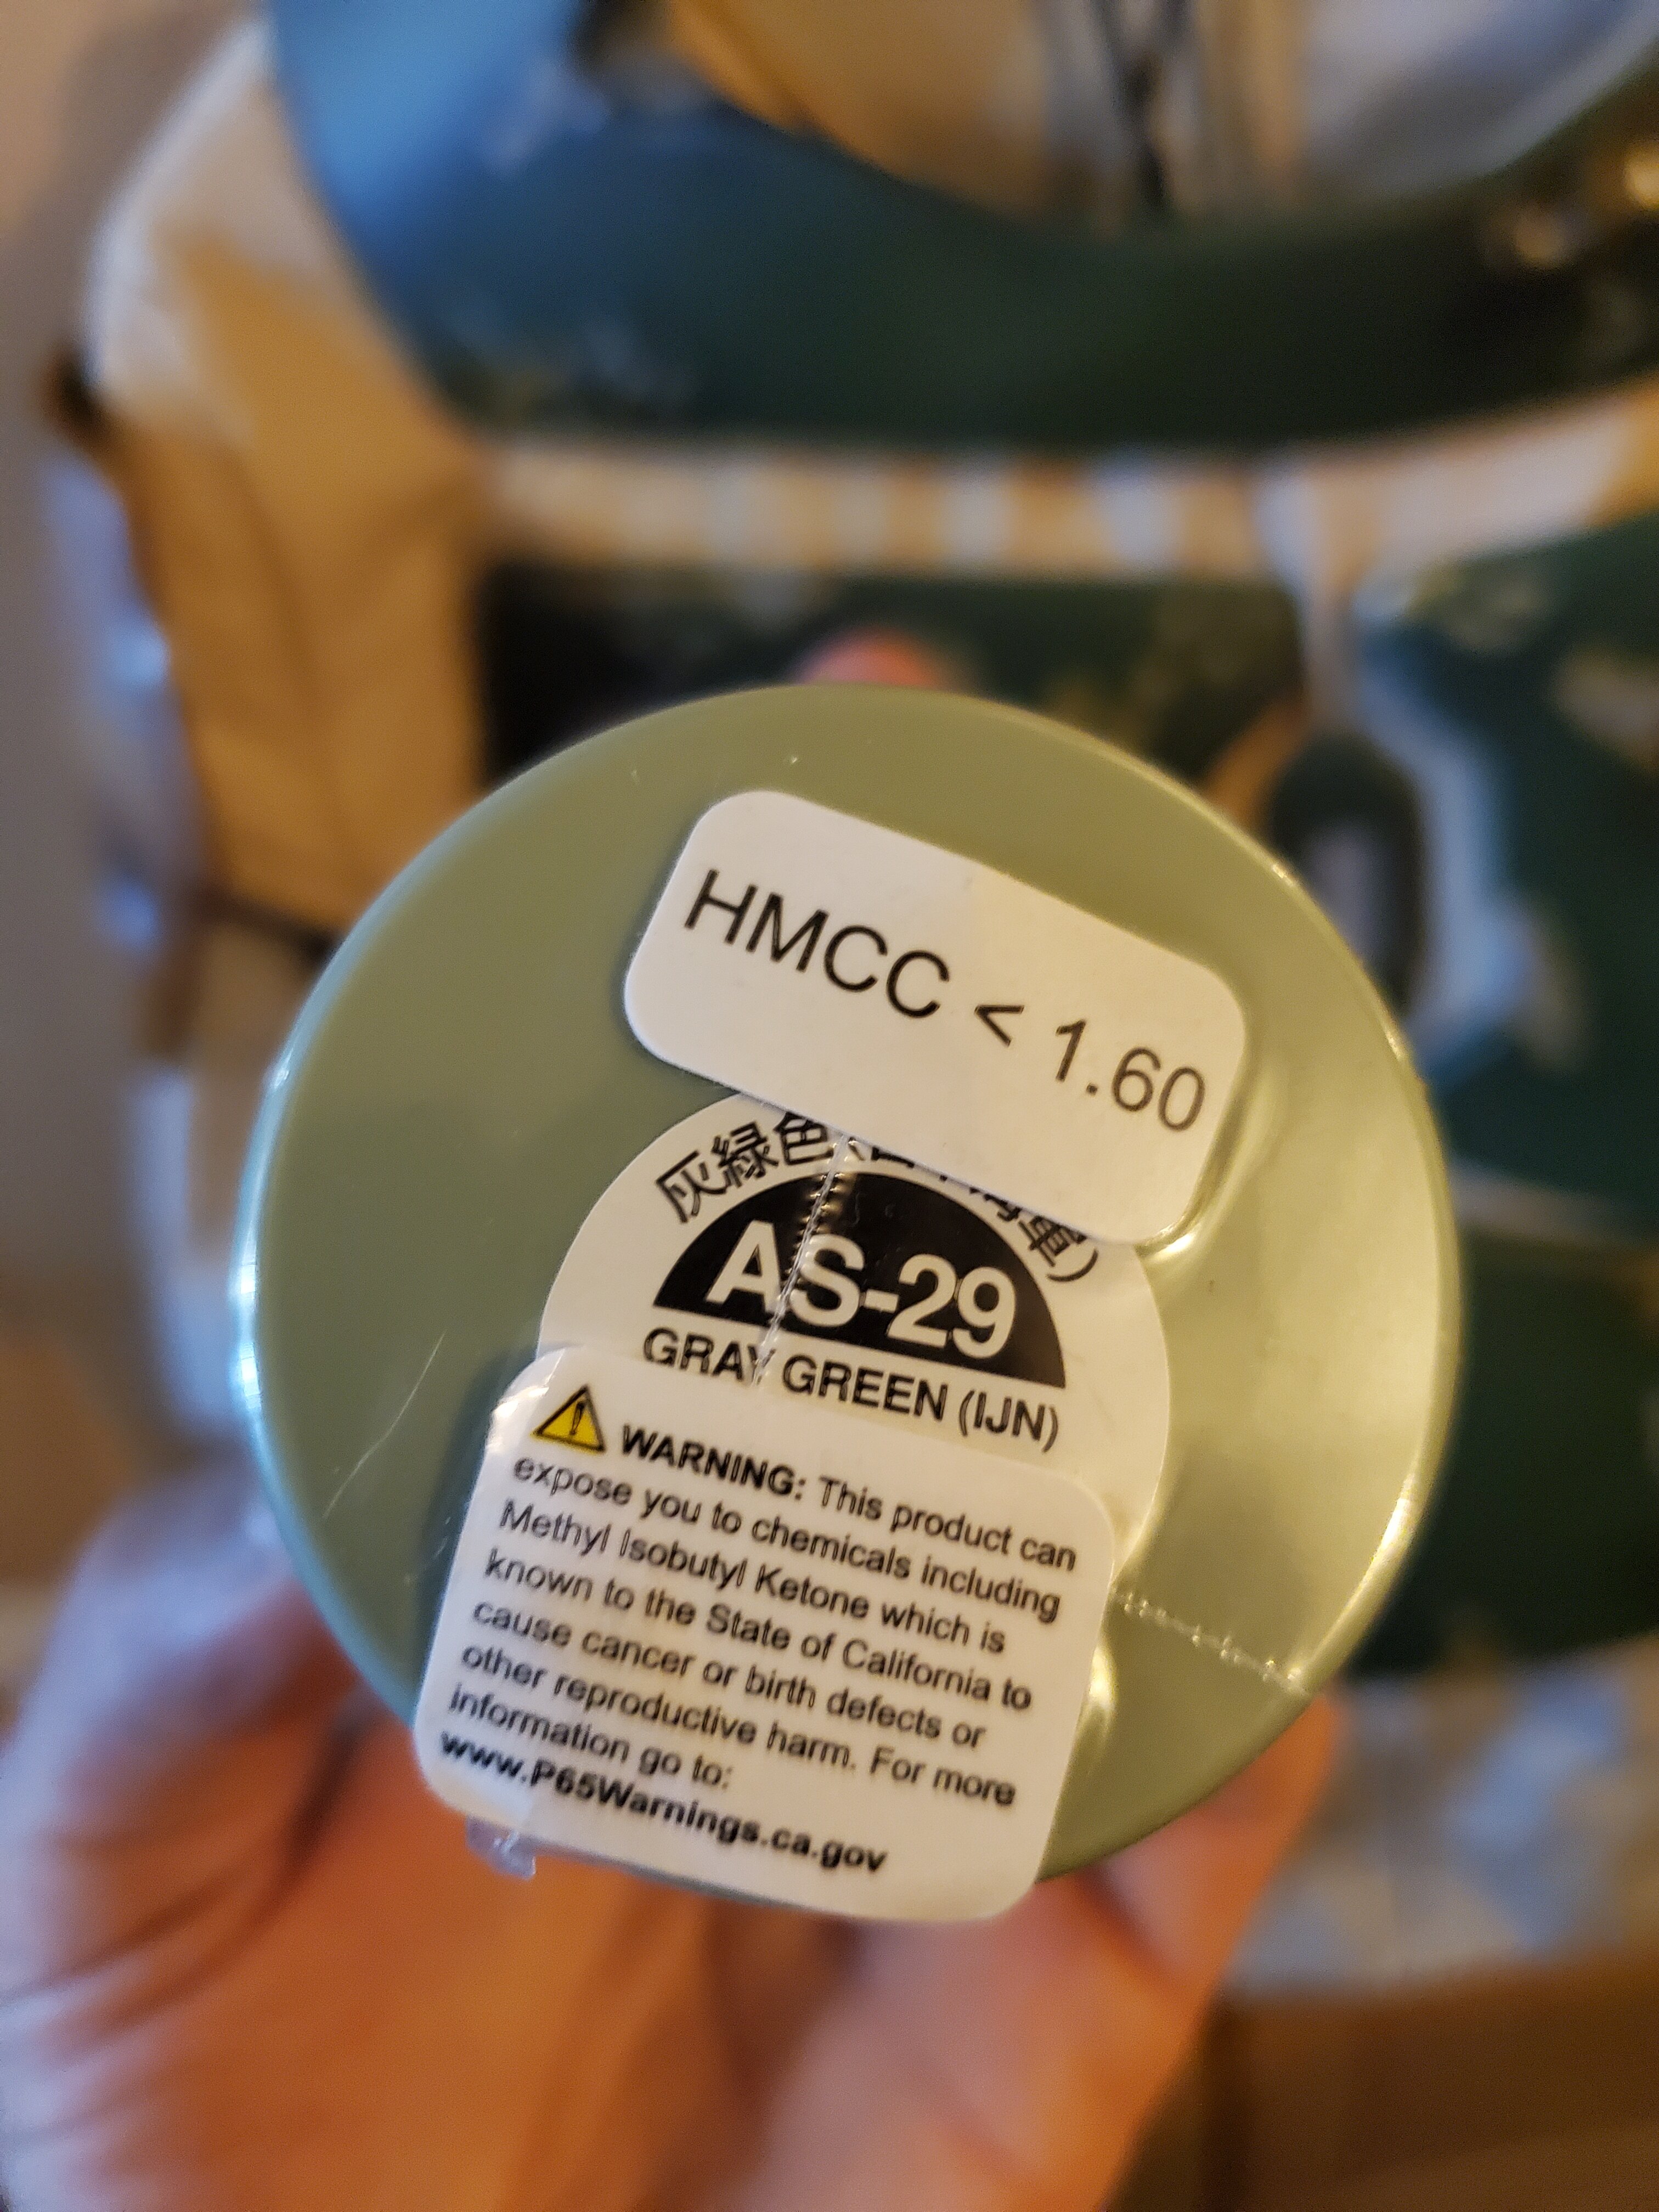 HMCC < 1.60
灰緑色
軍)
AS-29
GRAY GREEN (IJN)
WARNING: This product can
expose you to chemicals including
Methyl Isobutyl Ketone which is
known to the State of California to
cause cancer or birth defects or
other reproductive harm. For more
information go to:
www.P65Warnings.ca.gov